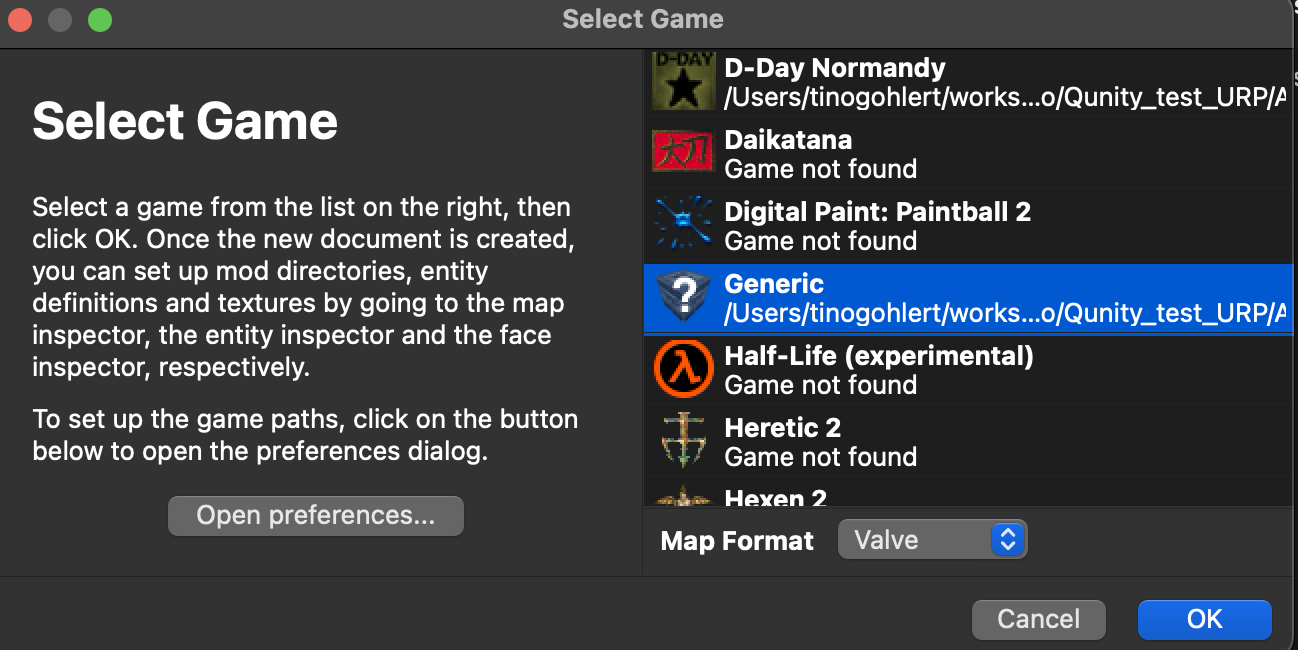 Select Game
Select Game
Select a game from the list on the right, then
click OK. Once the new document is created,
you can set up mod directories, entity
definitions and textures by going to the map
inspector, the entity inspector and the face
inspector, respectively.
To set up the game paths, click on the button
below to open the preferences dialog.
Open preferences...
D-DAY
D-Day Normandy
/Users/tinogohlert/works...o/Qunity_test_URP/A
大刀
Daikatana
Game not found
Digital Paint: Paintball 2
Game not found
?
Generic
/Users/tinogohlert/works...o/Qunity_test_URP/A
λ
Half-Life (experimental)
Game not found
Heretic 2
Game not found
Hexen 2
Map Format
Valve
Cancel
OK